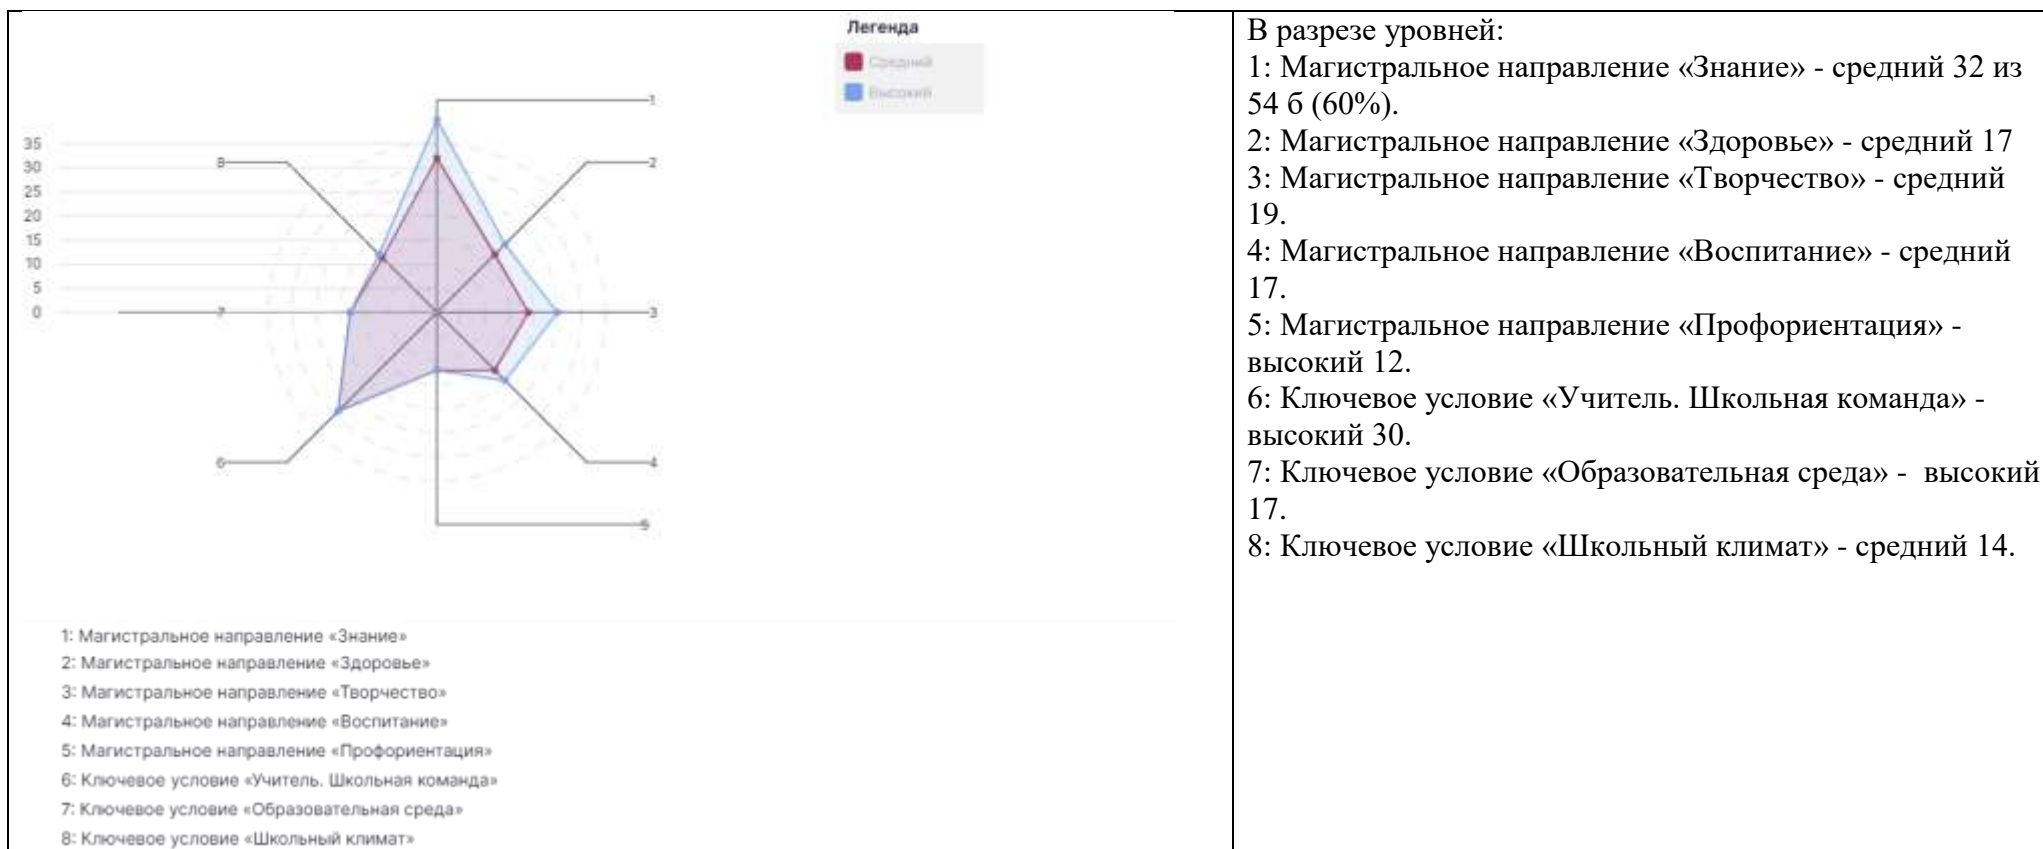 Легенда
Средний
Высокий
1
2
3
4
5
6
7
8
35
30
25
20
15
10
5
0
1: Магистральное направление «Знание»
2: Магистральное направление «Здоровье»
3: Магистральное направление «Творчество»
4: Магистральное направление «Воспитание»
5: Магистральное направление «Профориентация»
6: Ключевое условие «Учитель. Школьная команда»
7: Ключевое условие «Образовательная среда»
8: Ключевое условие «Школьный климат»
В разрезе уровней:
1: Магистральное направление «Знание» - средний 32 из
54 б (60%).
2: Магистральное направление «Здоровье» - средний 17
3: Магистральное направление «Творчество» - средний
19.
4: Магистральное направление «Воспитание» - средний
17.
5: Магистральное направление «Профориентация» -
высокий 12.
6: Ключевое условие «Учитель. Школьная команда» -
высокий 30.
7: Ключевое условие «Образовательная среда» - высокий
17.
8: Ключевое условие «Школьный климат» - средний 14.